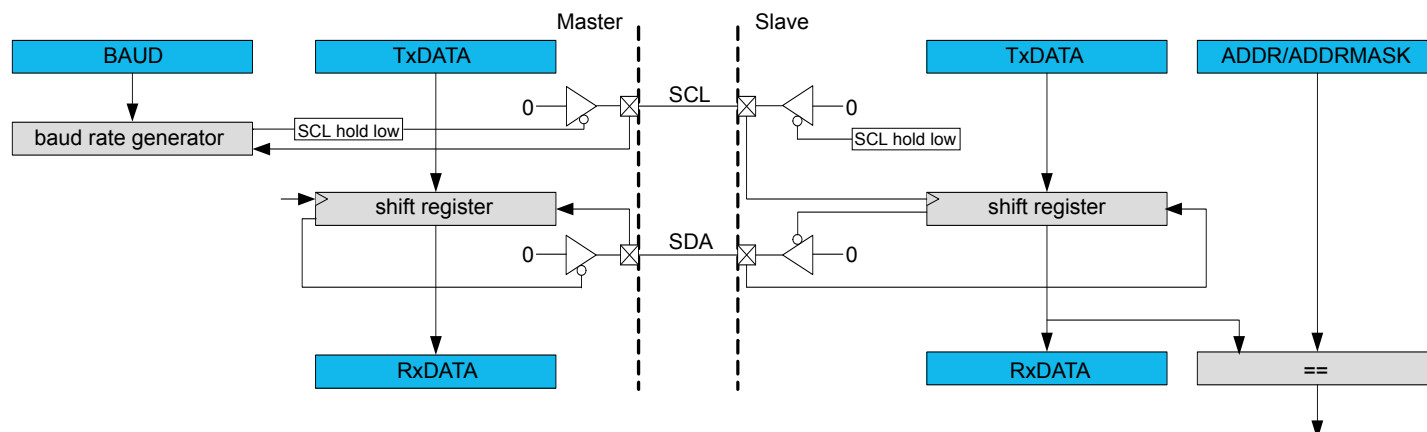 Master
Slave
BAUD
TxDATA
TxDATA
ADDR/ADDRMASK
0
SCL
0
baud rate generator
SCL hold low
SCL hold low
shift register
shift register
0
SDA
0
RxDATA
RxDATA
==